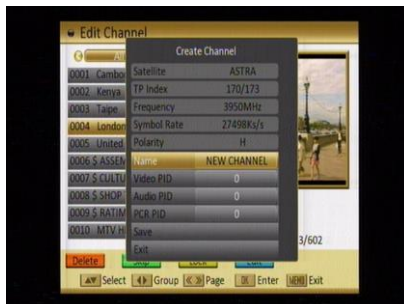 Edit Channel
Create Channel
Satellite ASTRA
TP Index 170/173
Frequency 3950MHz
Symbol Rate 27498Ks/s
Polarity H
Name NEW CHANNEL
Video PID 0
Audio PID 0
PCR PID 0
Save
Exit
0001 Cambo
0002 Kenya
0003 Taipe
0004 London
0005 United
0006 $ ASSEM
0007 $ CULTU
0008 $ SHOP
0009 $ RATIM
0010 MTV H
3/602
Delete
Select Group Page OK Enter MENU Exit